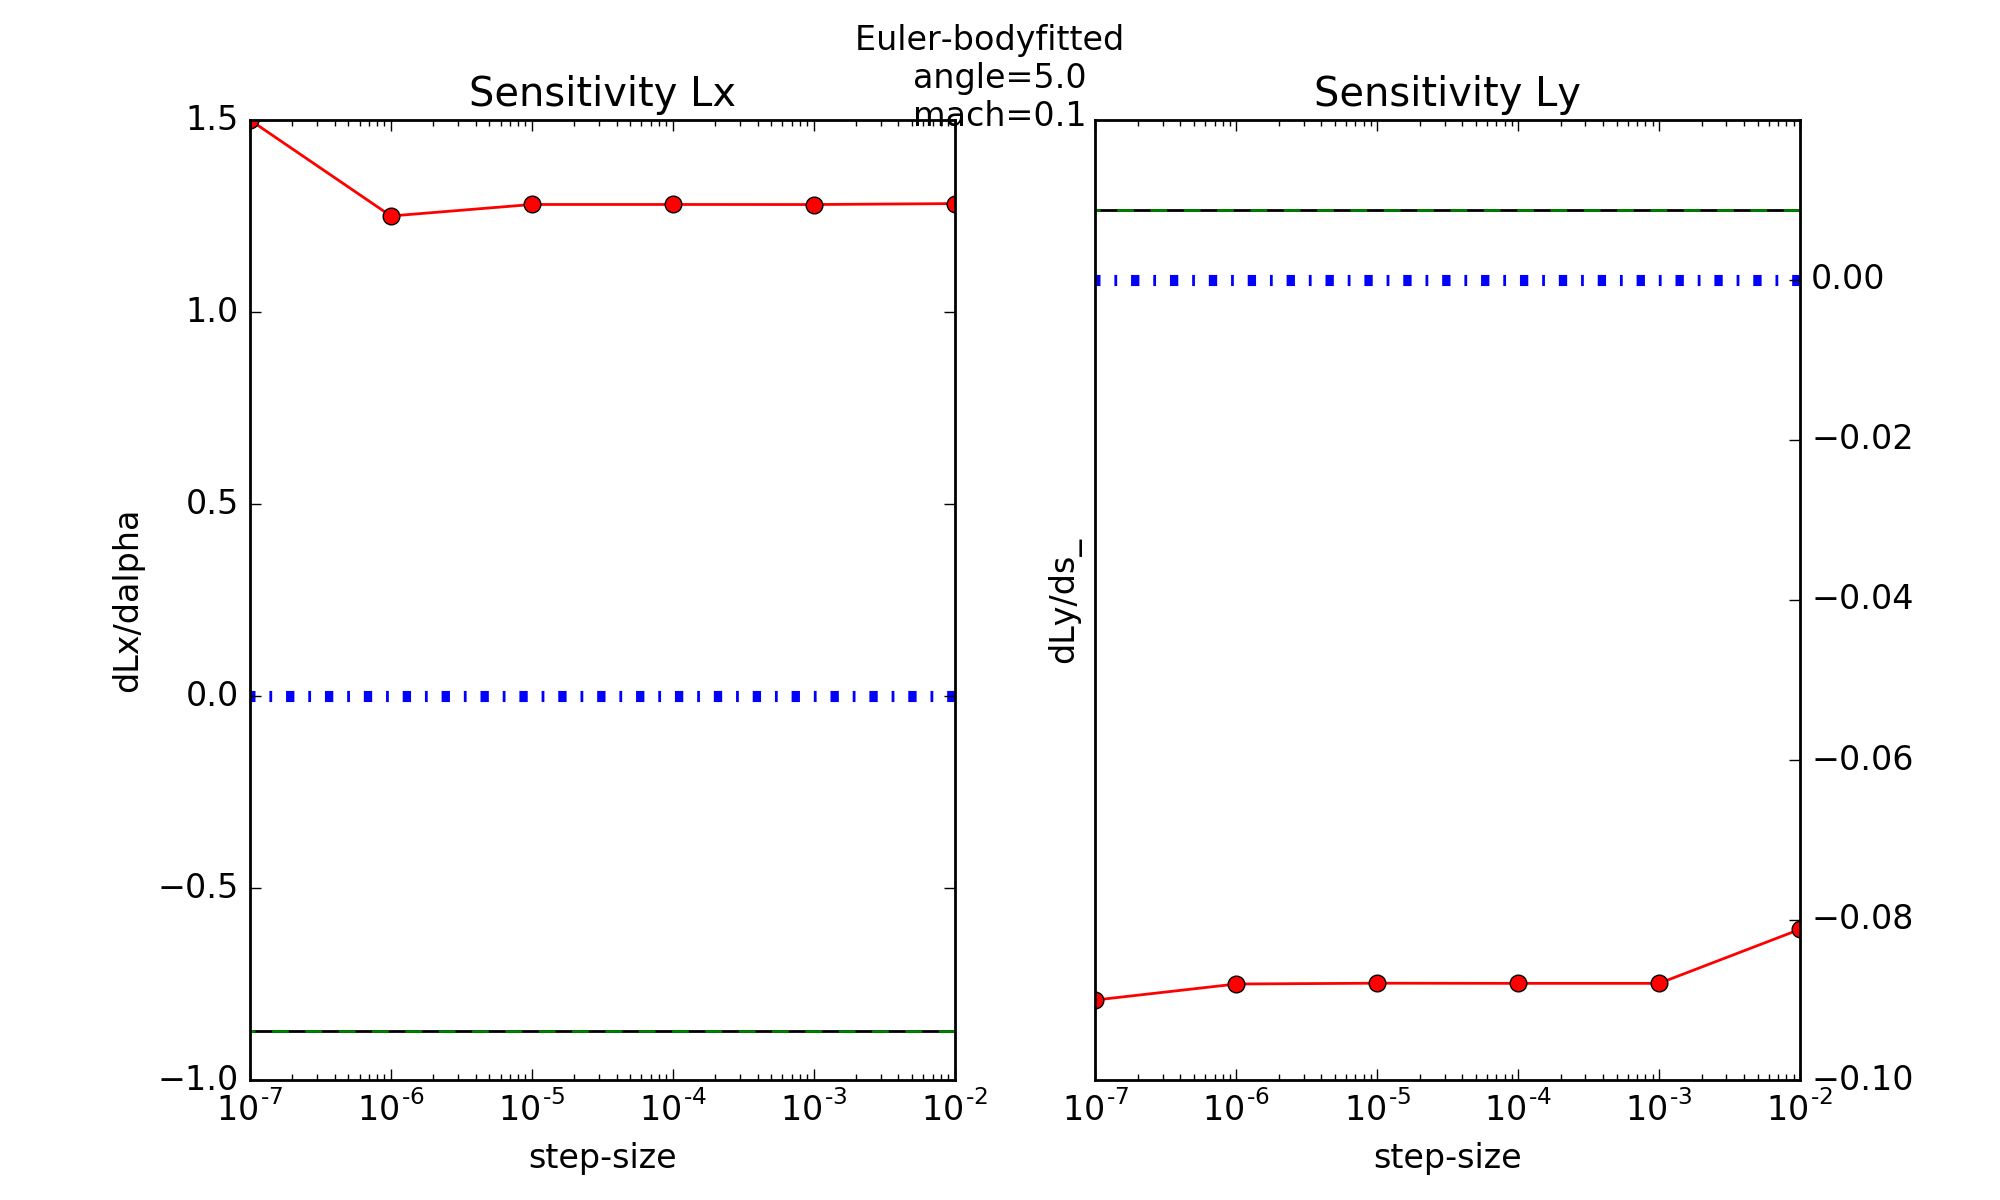 Euler-bodyfitted
angle=5.0
mach=0.1
Sensitivity Lx
1.5
1.0
0.5
0.0
−0.5
−1.0
dLx/dalpha
10^-7 10^-6 10^-5 10^-4 10^-3 10^-2
step-size
Sensitivity Ly
dLy/ds_
0.00
−0.02
−0.04
−0.06
−0.08
−0.10
10^-7 10^-6 10^-5 10^-4 10^-3 10^-2
step-size